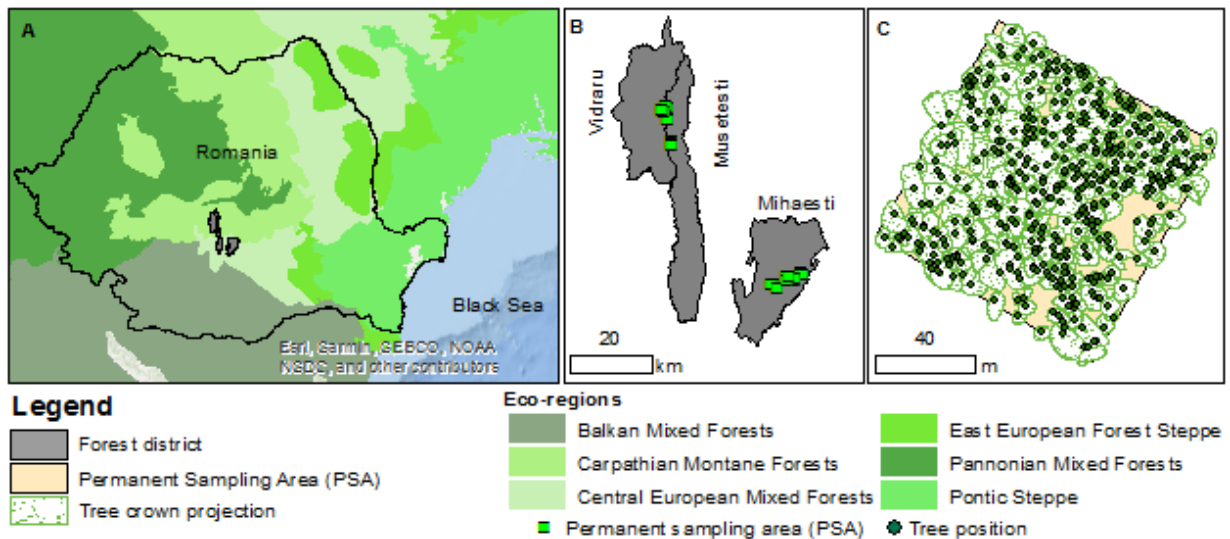 A
Romania
Black Sea
Esri, Garmin, GEBCO, NOAA
NGDC, and other contributors
B
Vidraru
Musetesti
Mihaesti
20
km
C
40
m
Legend
Forest district
Permanent Sampling Area (PSA)
Tree crown projection
Eco-regions
Balkan Mixed Forests
Carpathian Montane Forests
Central European Mixed Forests
East European Forest Steppe
Pannonian Mixed Forests
Pontic Steppe
Permanent sampling area (PSA)
Tree position